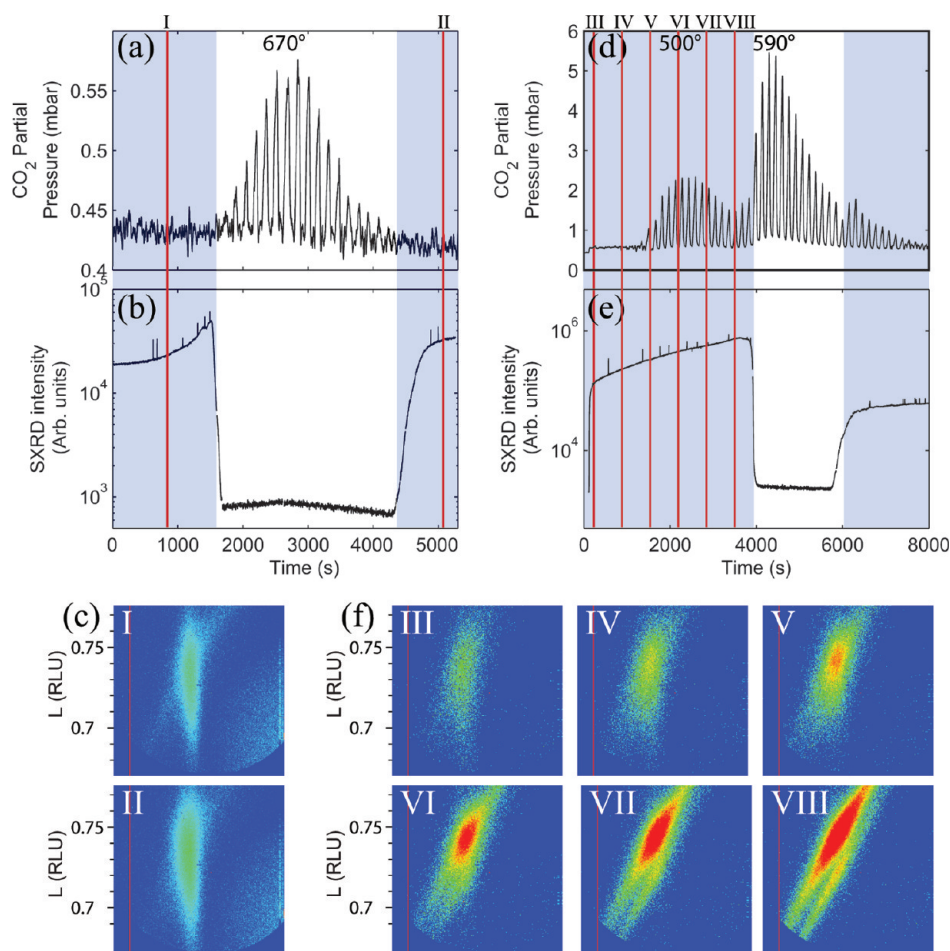 I II
(a) 670°
CO2 Partial
Pressure (mbar)
0.55
0.5
0.45
0.4
(b)
SXRD intensity
(Arb. units)
10^5
10^4
10^3
0 1000 2000 3000 4000 5000
Time (s)
III IV V VI VII VIII
(d) 500° 590°
CO2 Partial
Pressure (mbar)
6
5
4
3
2
1
0
(e)
SXRD intensity
(Arb. units)
10^6
10^4
0 2000 4000 6000 8000
Time (s)
(c)
I
L (RLU)
0.75
0.7
II
L (RLU)
0.75
0.7
(f)
III IV V
L (RLU)
0.75
0.7
VI VII VIII
L (RLU)
0.75
0.7